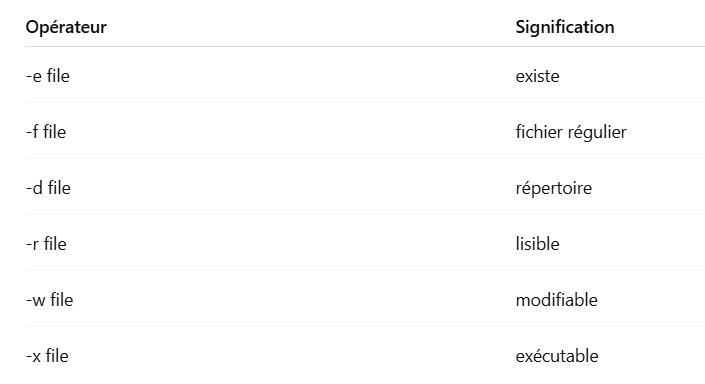 Opérateur Signification
-e file existe
-f file fichier régulier
-d file répertoire
-r file lisible
-w file modifiable
-x file exécutable